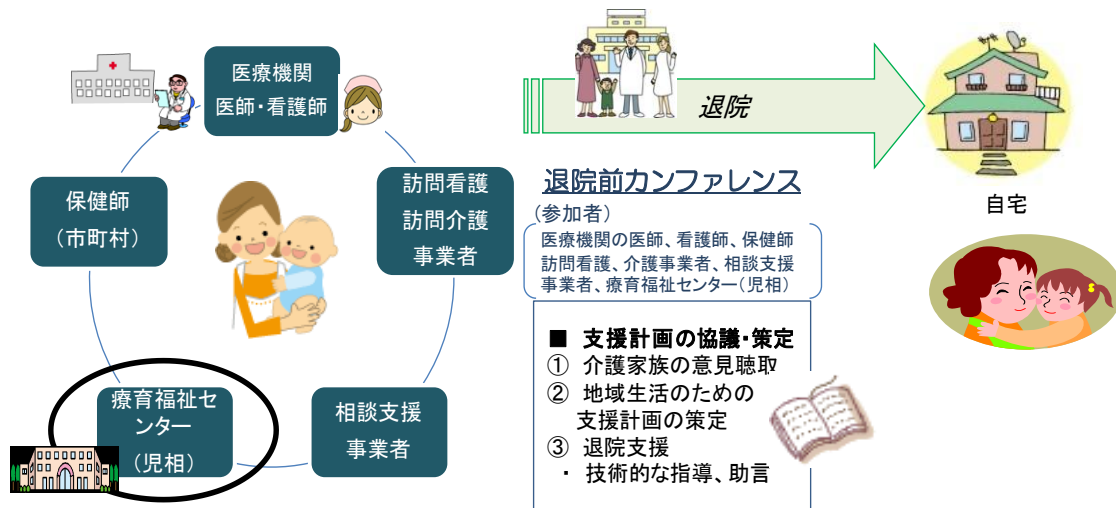 医療機関
医師・看護師
保健師
(市町村)
訪問看護
訪問介護
事業者
療育福祉セ
ンター
(児相)
相談支援
事業者
退院
自宅
退院前カンファレンス
(参加者)
医療機関の医師、看護師、保健師
訪問看護、介護事業者、相談支援
事業者、療育福祉センター(児相)
■ 支援計画の協議・策定
① 介護家族の意見聴取
② 地域生活のための
支援計画の策定
③ 退院支援
・ 技術的な指導、助言